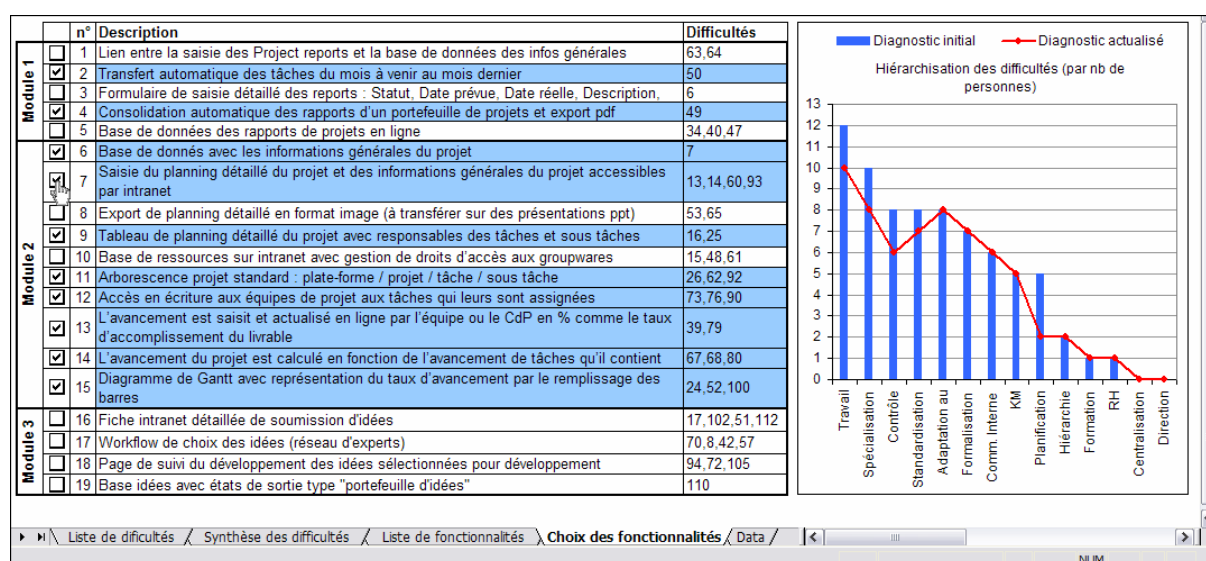 n° Description Difficultés
Module 1
1 Lien entre la saisie des Project reports et la base de données des infos générales 63,64
2 Transfert automatique des tâches du mois à venir au mois dernier 50
3 Formulaire de saisie détaillé des reports : Statut, Date prévue, Date réelle, Description, 6
4 Consolidation automatique des rapports d'un portefeuille de projets et export pdf 49
5 Base de données des rapports de projets en ligne 34,40,47
Module 2
6 Base de donnés avec les informations générales du projet 7
7 Saisie du planning détaillé du projet et des informations générales du projet accessibles
par intranet 13,14,60,93
8 Export de planning détaillé en format image (à transférer sur des présentations ppt) 53,65
9 Tableau de planning détaillé du projet avec responsables des tâches et sous tâches 16,25
10 Base de ressources sur intranet avec gestion de droits d'accès aux groupwares 15,48,61
11 Arborescence projet standard : plate-forme / projet / tâche / sous tâche 26,62,92
12 Accès en écriture aux équipes de projet aux tâches qui leurs sont assignées 73,76,90
13 L'avancement est saisit et actualisé en ligne par l'équipe ou le CdP en % comme le taux
d'accomplissement du livrable 39,79
14 L'avancement du projet est calculé en fonction de l'avancement de tâches qu'il contient 67,68,80
15 Diagramme de Gantt avec représentation du taux d'avancement par le remplissage des
barres 24,52,100
Module 3
16 Fiche intranet détaillée de soumission d'idées 17,102,51,112
17 Workflow de choix des idées (réseau d'experts) 70,8,42,57
18 Page de suivi du développement des idées sélectionnées pour développement 94,72,105
19 Base idées avec états de sortie type "portefeuille d'idées" 110
Diagnostic initial Diagnostic actualisé
Hiérarchisation des difficultés (par nb de
personnes)
13
12
11
10
9
8
7
6
5
4
3
2
1
0
Travail
Spécialisation
Contrôle
Standardisation
Adaptation au
Formalisation
Comm. Interne
KM
Planification
Hiérarchie
Formation
RH
Centralisation
Direction
Liste de dificultés Synthèse des difficultés Liste de fonctionnalités Choix des fonctionnalités Data
NUM